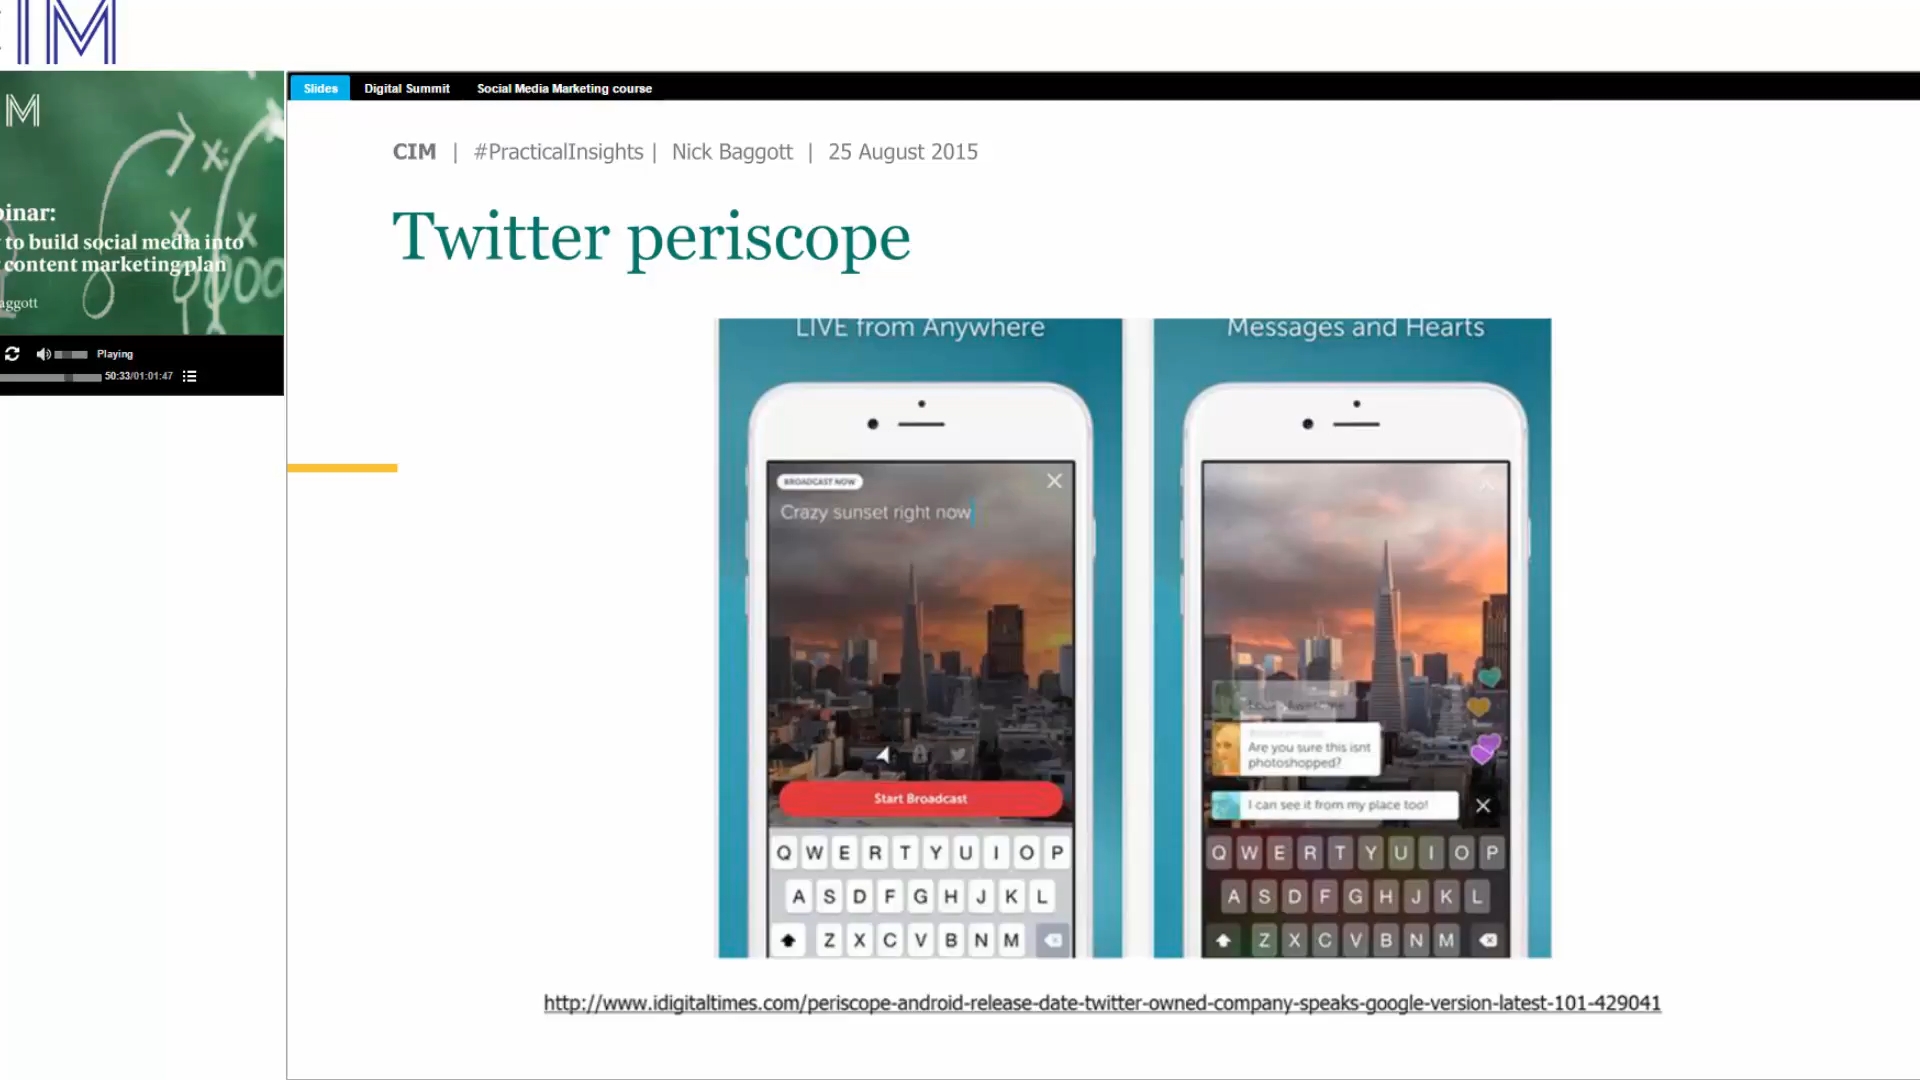 IM
M
inar:
to build social media into
content marketing plan
aggott
Playing
50:33/01:01:47
Slides Digital Summit Social Media Marketing course
CIM | #PracticalInsights | Nick Baggott | 25 August 2015
Twitter periscope
LIVE from Anywhere
BROADCAST NOW
Crazy sunset right now
Start Broadcast
Q W E R T Y U I O P
A S D F G H J K L
Z X C V B N M
Messages and Hearts
Are you sure this isnt
photoshopped?
I can see it from my place too!
Q W E R T Y U I O P
A S D F G H J K L
Z X C V B N M
http://www.idigitaltimes.com/periscope-android-release-date-twitter-owned-company-speaks-google-version-latest-101-429041